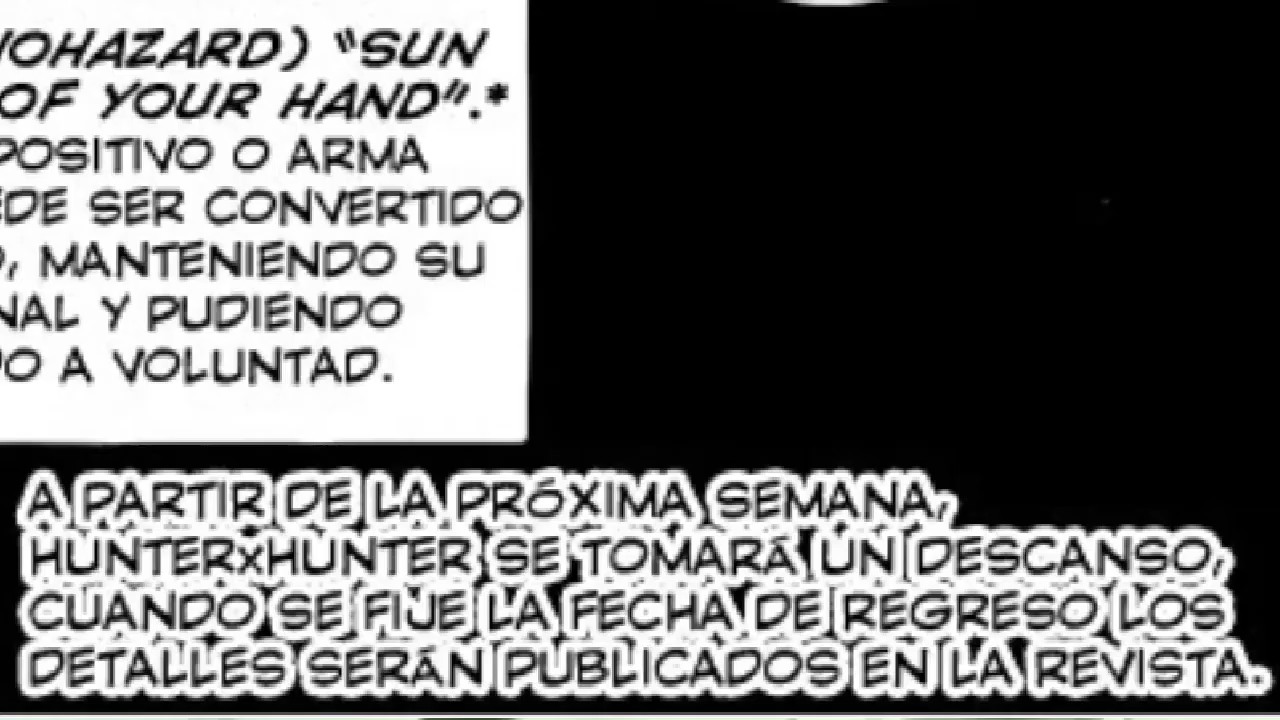 OHAZARD) "SUN
OF YOUR HAND".*
POSITIVO O ARMA
EDE SER CONVERTIDO
, MANTENIENDO SU
NAL Y PUDIENDO
DO A VOLUNTAD.
A PARTIR DE LA PRÓXIMA SEMANA,
HUNTERxHUNTER SE TOMARÁ UN DESCANSO,
CUANDO SE FIJE LA FECHA DE REGRESO LOS
DETALLES SERÁN PUBLICADOS EN LA REVISTA.